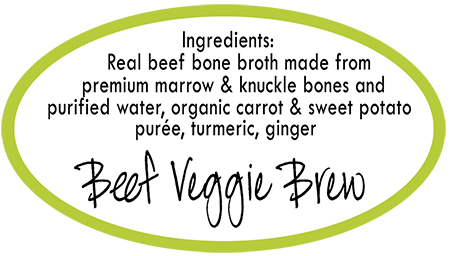 Ingredients:
Real beef bone broth made from
premium marrow & knuckle bones and
purified water, organic carrot & sweet potato
purée, turmeric, ginger
Beef Veggie Brew